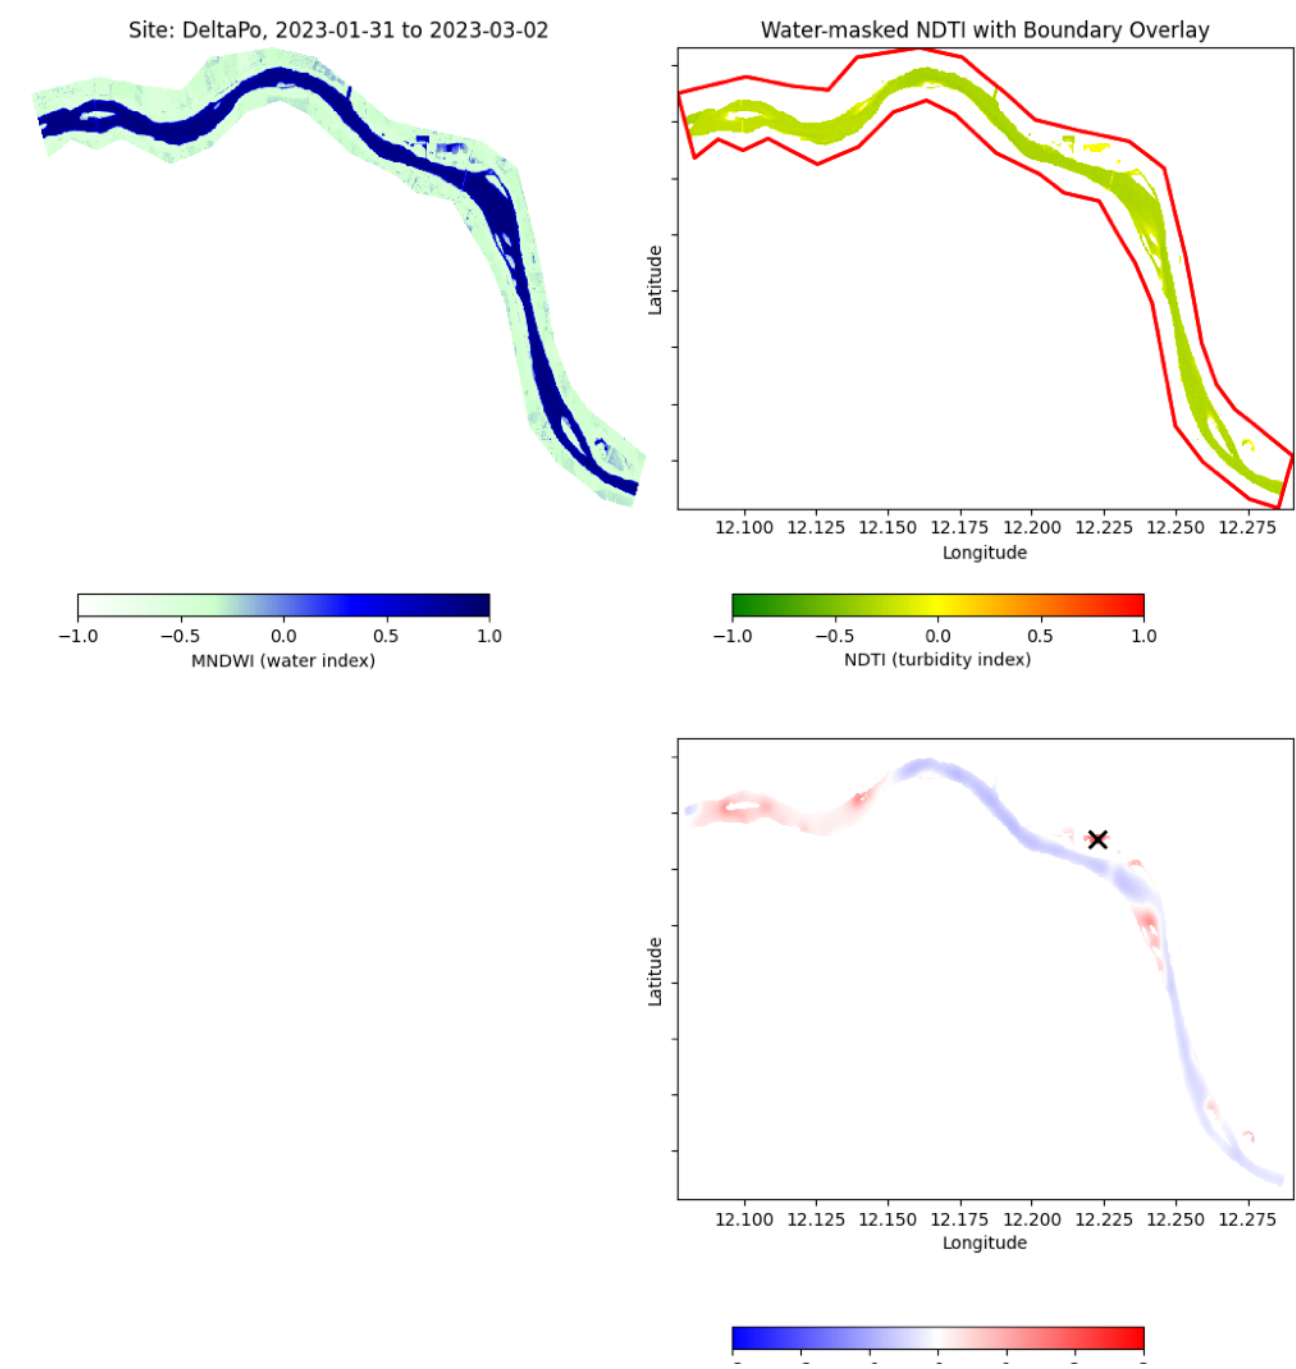 Site: DeltaPo, 2023-01-31 to 2023-03-02
Water-masked NDTI with Boundary Overlay
Latitude
12.100 12.125 12.150 12.175 12.200 12.225 12.250 12.275
Longitude
−1.0 −0.5 0.0 0.5 1.0
MNDWI (water index)
−1.0 −0.5 0.0 0.5 1.0
NDTI (turbidity index)
Latitude
12.100 12.125 12.150 12.175 12.200 12.225 12.250 12.275
Longitude